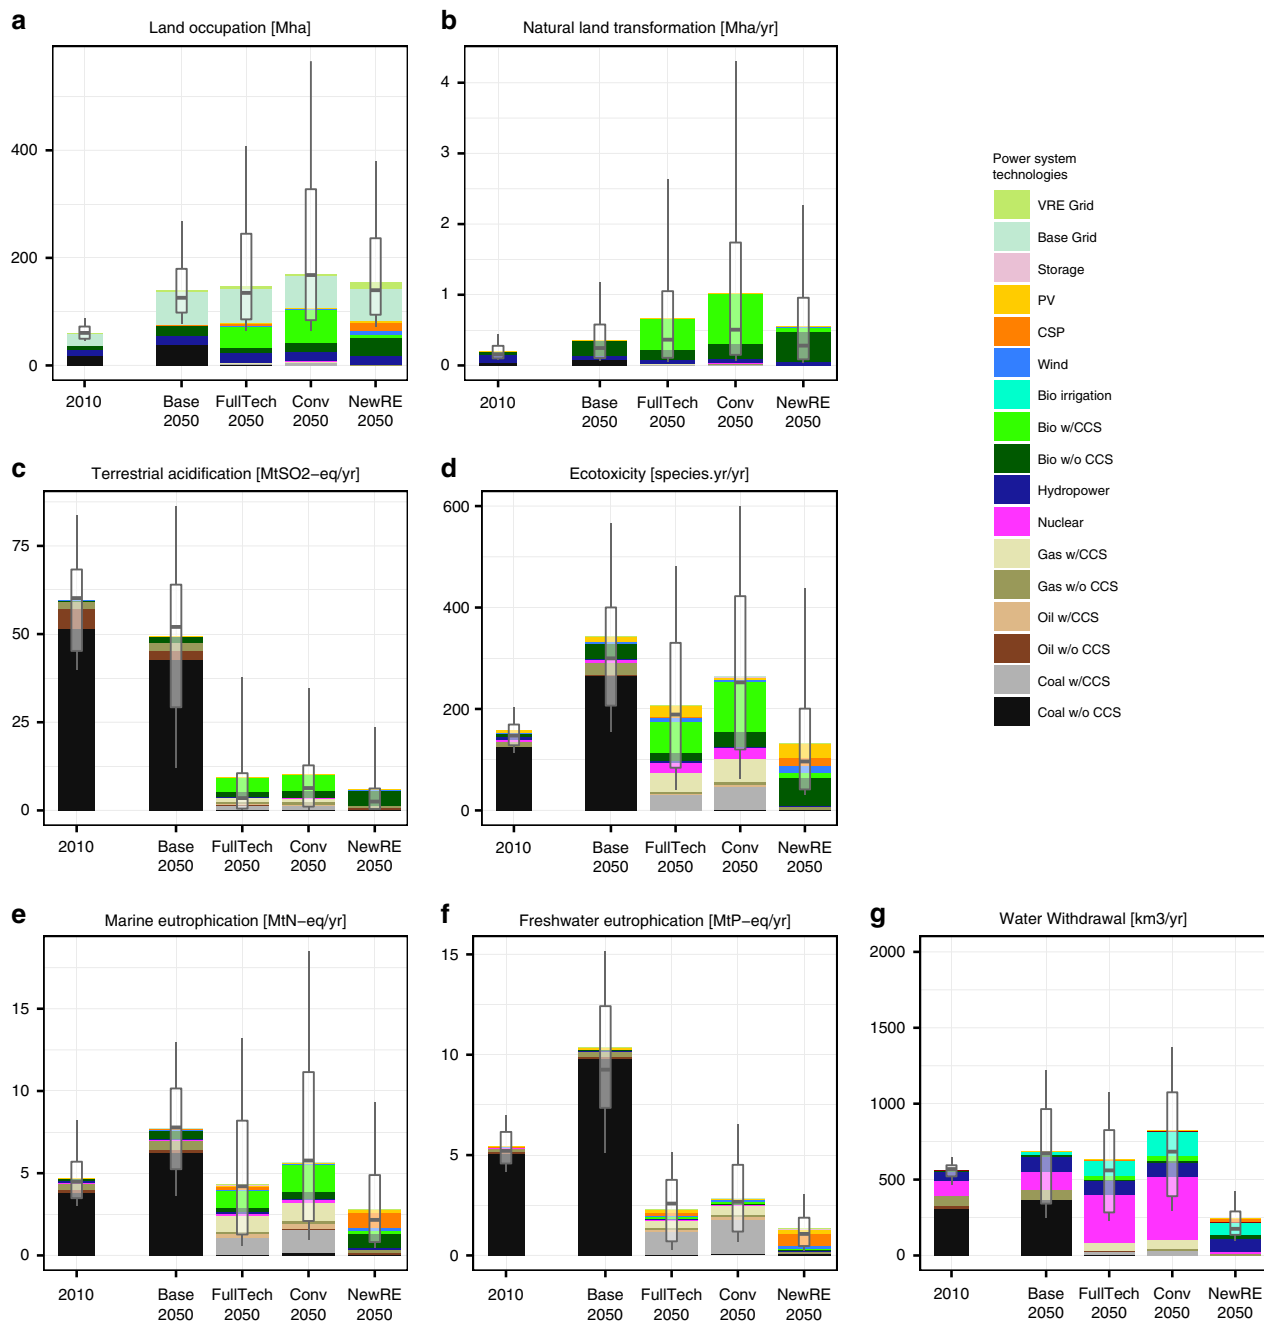 a
Land occupation [Mha]
400
200
0
2010
Base
2050
FullTech
2050
Conv
2050
NewRE
2050
b
Natural land transformation [Mha/yr]
4
3
2
1
0
2010
Base
2050
FullTech
2050
Conv
2050
NewRE
2050
Power system
technologies
VRE Grid
Base Grid
Storage
PV
CSP
Wind
Bio irrigation
Bio w/CCS
Bio w/o CCS
Hydropower
Nuclear
Gas w/CCS
Gas w/o CCS
Oil w/CCS
Oil w/o CCS
Coal w/CCS
Coal w/o CCS
c
Terrestrial acidification [MtSO2−eq/yr]
75
50
25
0
2010
Base
2050
FullTech
2050
Conv
2050
NewRE
2050
d
Ecotoxicity [species.yr/yr]
600
400
200
0
2010
Base
2050
FullTech
2050
Conv
2050
NewRE
2050
e
Marine eutrophication [MtN−eq/yr]
15
10
5
0
2010
Base
2050
FullTech
2050
Conv
2050
NewRE
2050
f
Freshwater eutrophication [MtP−eq/yr]
15
10
5
0
2010
Base
2050
FullTech
2050
Conv
2050
NewRE
2050
g
Water Withdrawal [km3/yr]
2000
1500
1000
500
0
2010
Base
2050
FullTech
2050
Conv
2050
NewRE
2050